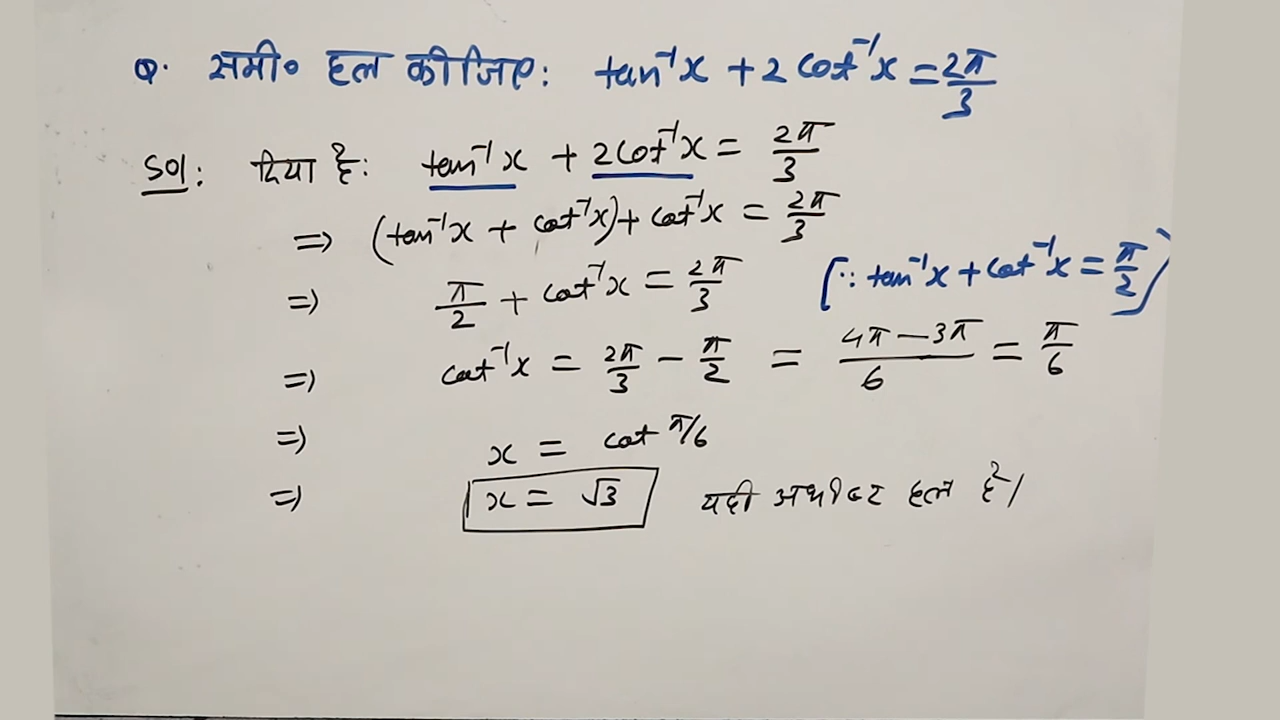 Q. समी० हल कीजिए: tan⁻¹x + 2 cot⁻¹x = 2π/3
Sol: दिया है: tan⁻¹x + 2cot⁻¹x = 2π/3
⇒ (tan⁻¹x + cot⁻¹x) + cot⁻¹x = 2π/3
⇒ π/2 + cot⁻¹x = 2π/3 [∵ tan⁻¹x + cot⁻¹x = π/2]
⇒ cot⁻¹x = 2π/3 − π/2 = (4π − 3π)/6 = π/6
⇒ x = cot π/6
⇒ x = √3 यही अभीष्ट हल है।